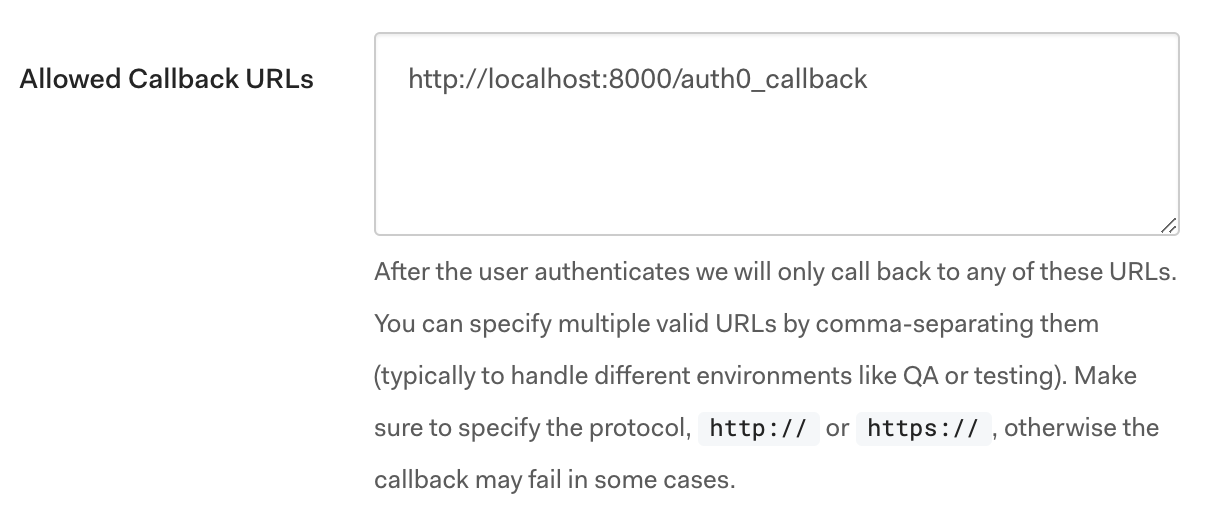 Allowed Callback URLs
http://localhost:8000/auth0_callback
After the user authenticates we will only call back to any of these URLs.
You can specify multiple valid URLs by comma-separating them
(typically to handle different environments like QA or testing). Make
sure to specify the protocol, http:// or https://, otherwise the
callback may fail in some cases.